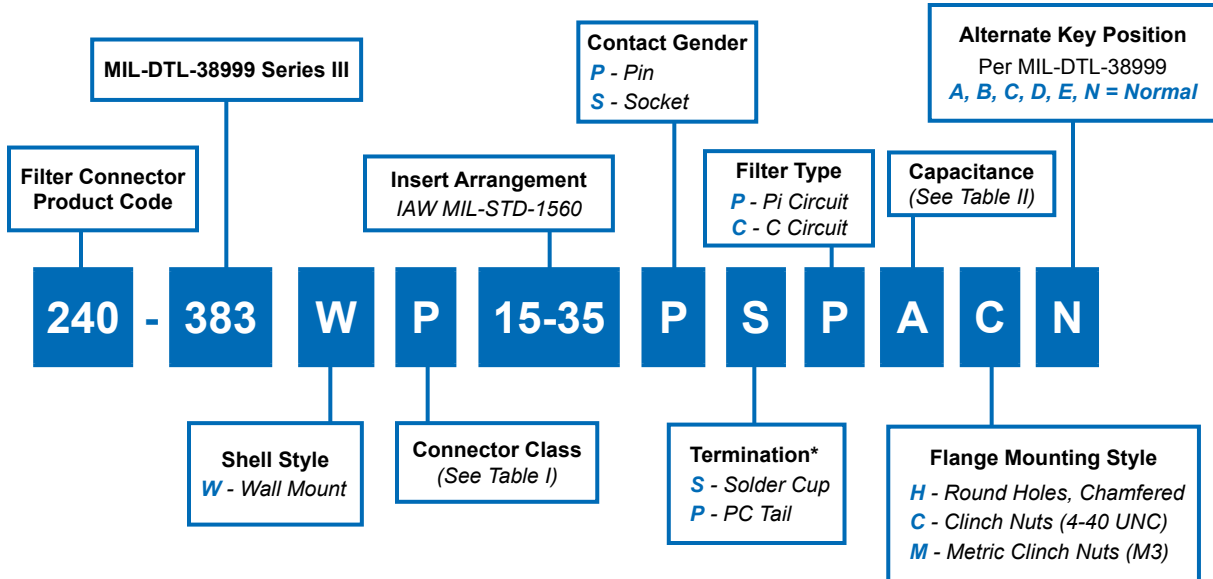 MIL-DTL-38999 Series III
Contact Gender
P - Pin
S - Socket
Alternate Key Position
Per MIL-DTL-38999
A, B, C, D, E, N = Normal
Filter Connector
Product Code
Insert Arrangement
IAW MIL-STD-1560
Filter Type
P - Pi Circuit
C - C Circuit
Capacitance
(See Table II)
240 - 383 W P 15-35 P S P A C N
Shell Style
W - Wall Mount
Connector Class
(See Table I)
Termination*
S - Solder Cup
P - PC Tail
Flange Mounting Style
H - Round Holes, Chamfered
C - Clinch Nuts (4-40 UNC)
M - Metric Clinch Nuts (M3)